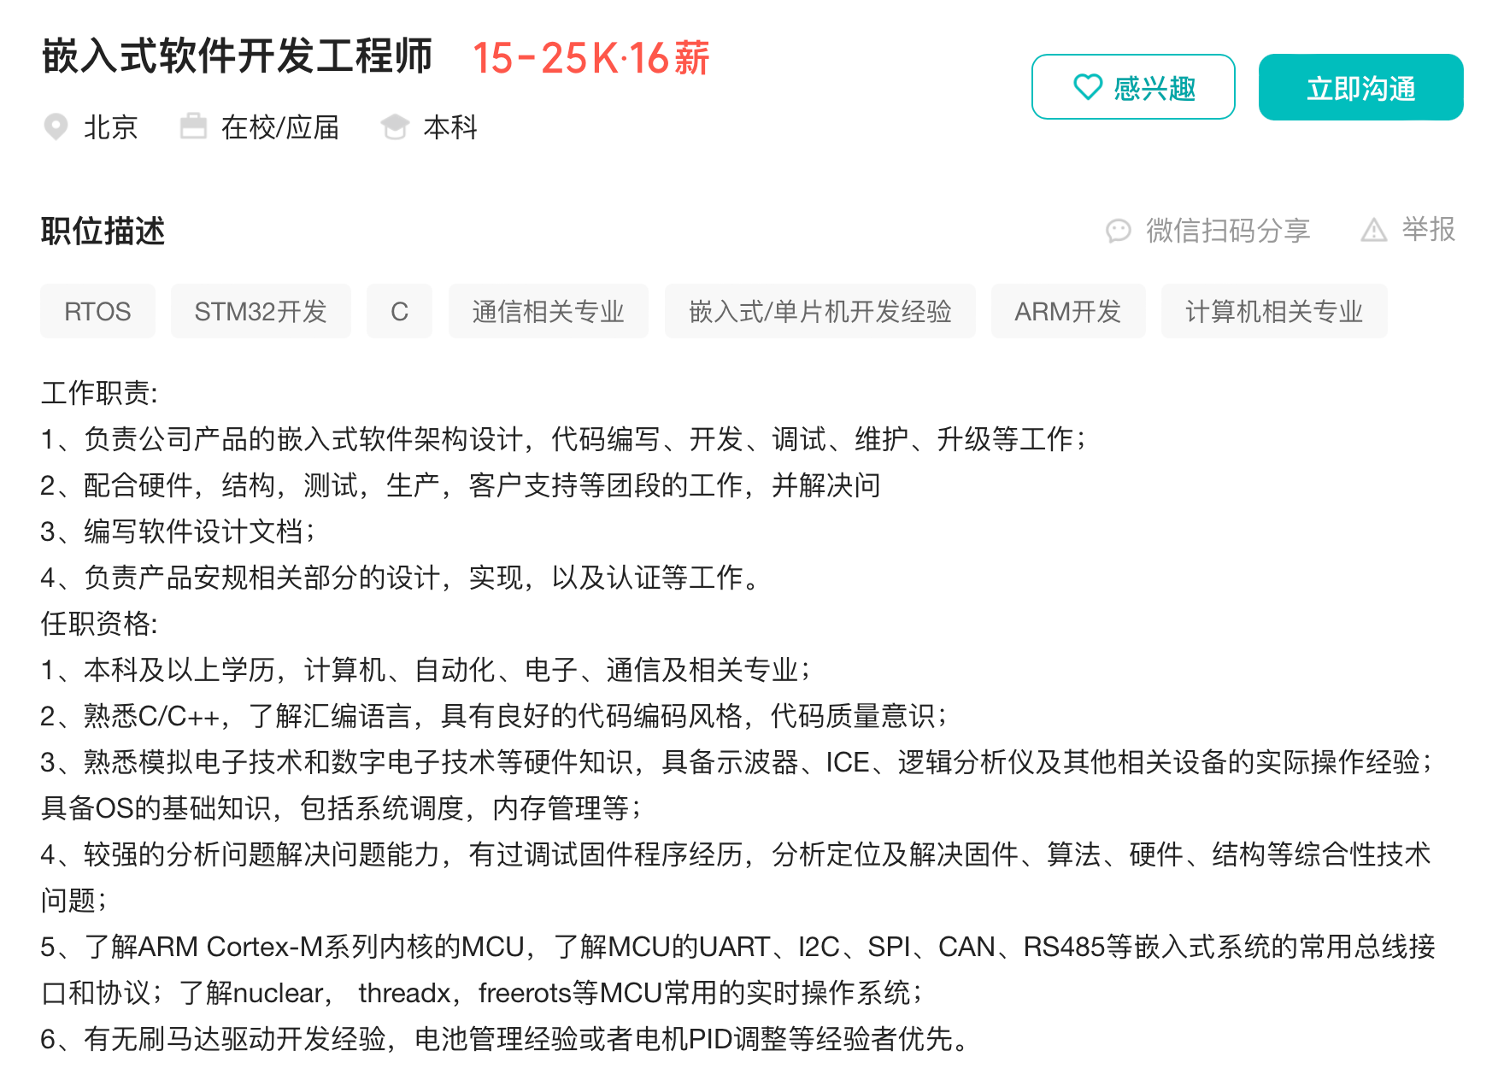 嵌入式软件开发工程师 15-25K·16薪
感兴趣 立即沟通
北京 在校/应届 本科
职位描述
微信扫码分享 举报
RTOS STM32开发 C 通信相关专业 嵌入式/单片机开发经验 ARM开发 计算机相关专业
工作职责:
1、负责公司产品的嵌入式软件架构设计，代码编写、开发、调试、维护、升级等工作；
2、配合硬件，结构，测试，生产，客户支持等团段的工作，并解决问
3、编写软件设计文档；
4、负责产品安规相关部分的设计，实现，以及认证等工作。
任职资格:
1、本科及以上学历，计算机、自动化、电子、通信及相关专业；
2、熟悉C/C++，了解汇编语言，具有良好的代码编码风格，代码质量意识；
3、熟悉模拟电子技术和数字电子技术等硬件知识，具备示波器、ICE、逻辑分析仪及其他相关设备的实际操作经验；
具备OS的基础知识，包括系统调度，内存管理等；
4、较强的分析问题解决问题能力，有过调试固件程序经历，分析定位及解决固件、算法、硬件、结构等综合性技术
问题；
5、了解ARM Cortex-M系列内核的MCU，了解MCU的UART、I2C、SPI、CAN、RS485等嵌入式系统的常用总线接
口和协议；了解nuclear， threadx，freerots等MCU常用的实时操作系统；
6、有无刷马达驱动开发经验，电池管理经验或者电机PID调整等经验者优先。